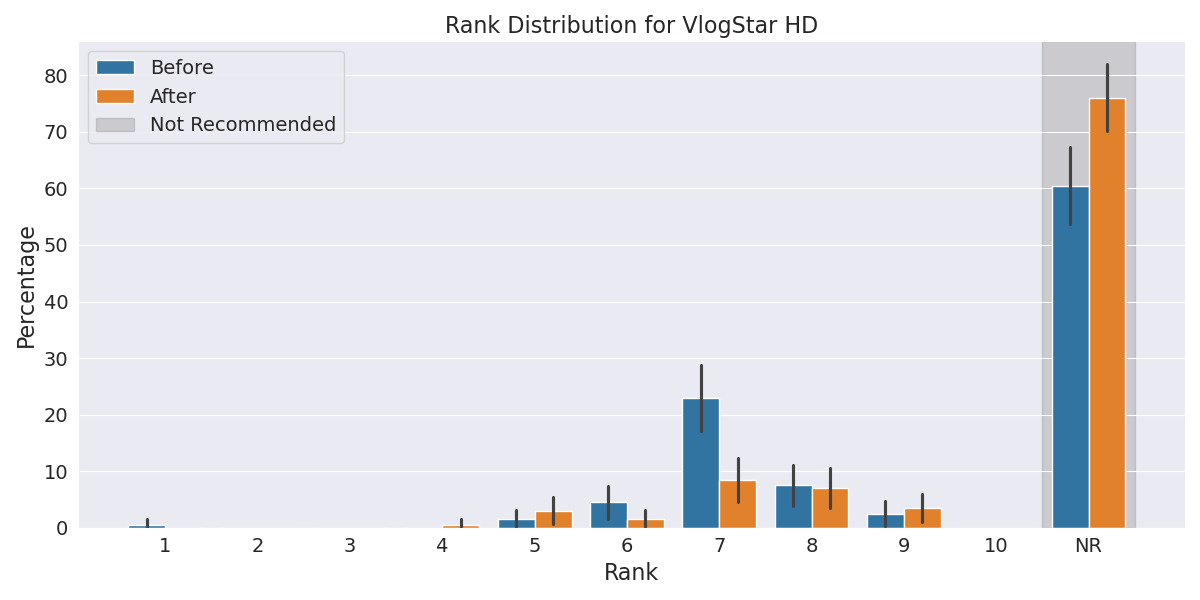 Rank Distribution for VlogStar HD
Before
After
Not Recommended
Percentage
80
70
60
50
40
30
20
10
0
1 2 3 4 5 6 7 8 9 10 NR
Rank